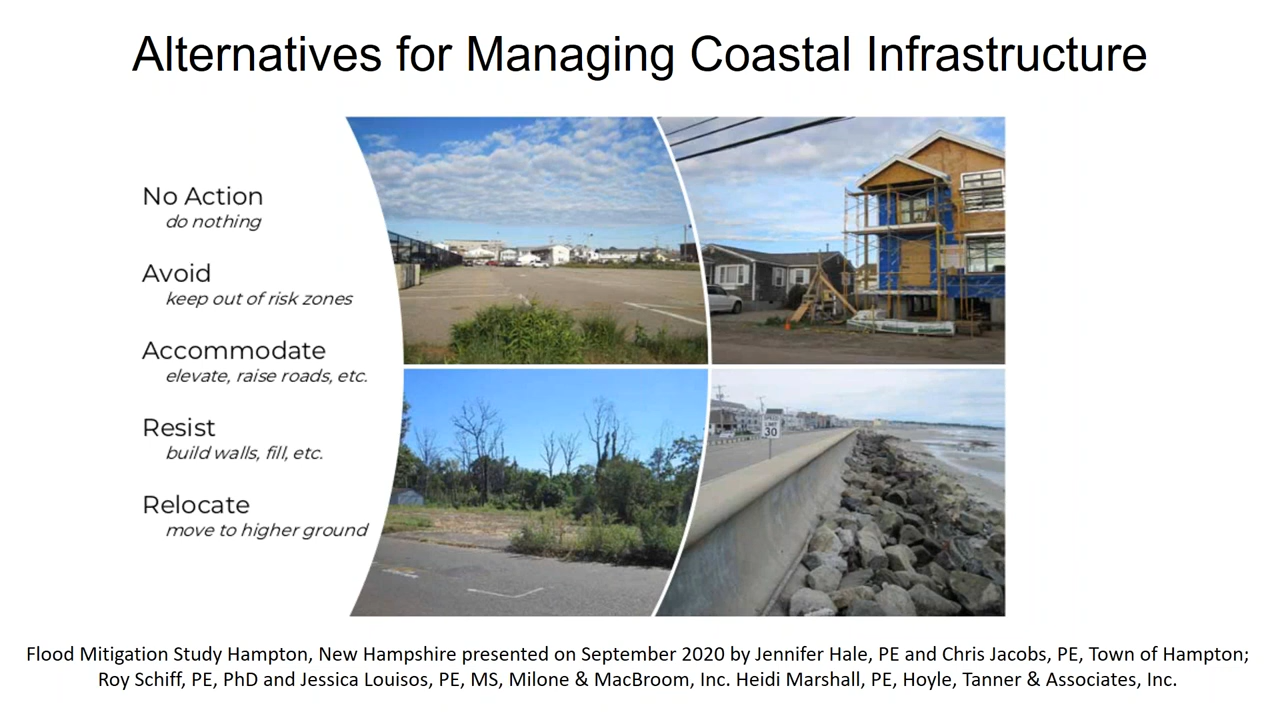 Alternatives for Managing Coastal Infrastructure
No Action
do nothing
Avoid
keep out of risk zones
Accommodate
elevate, raise roads, etc.
Resist
build walls, fill, etc.
Relocate
move to higher ground
SPEED
LIMIT
30
Flood Mitigation Study Hampton, New Hampshire presented on September 2020 by Jennifer Hale, PE and Chris Jacobs, PE, Town of Hampton;
Roy Schiff, PE, PhD and Jessica Louisos, PE, MS, Milone & MacBroom, Inc. Heidi Marshall, PE, Hoyle, Tanner & Associates, Inc.